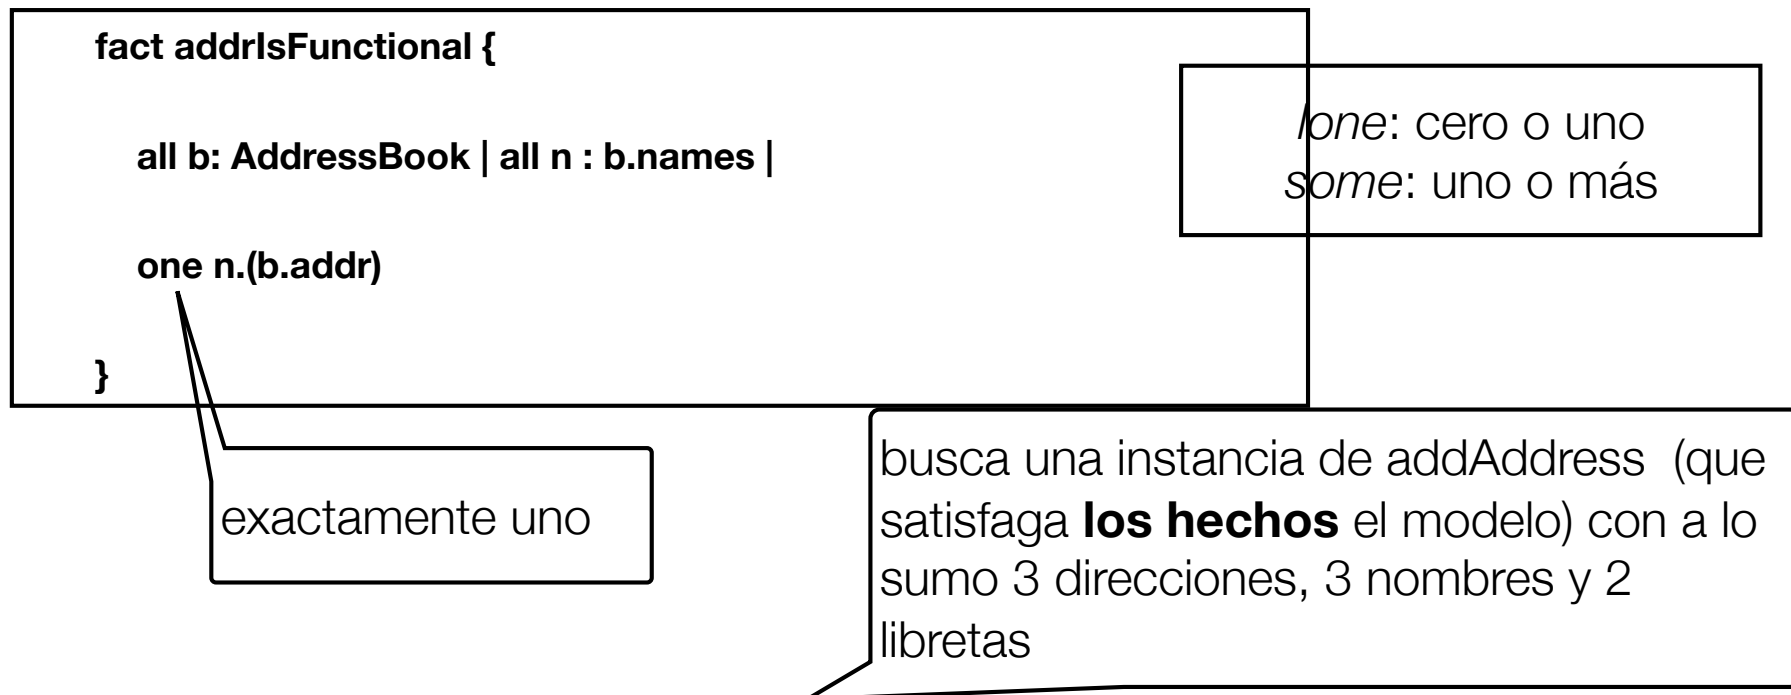 fact addrIsFunctional {
all b: AddressBook | all n : b.names |
one n.(b.addr)
}
lone: cero o uno
some: uno o más
exactamente uno
busca una instancia de addAddress (que
satisfaga los hechos el modelo) con a lo
sumo 3 direcciones, 3 nombres y 2
libretas